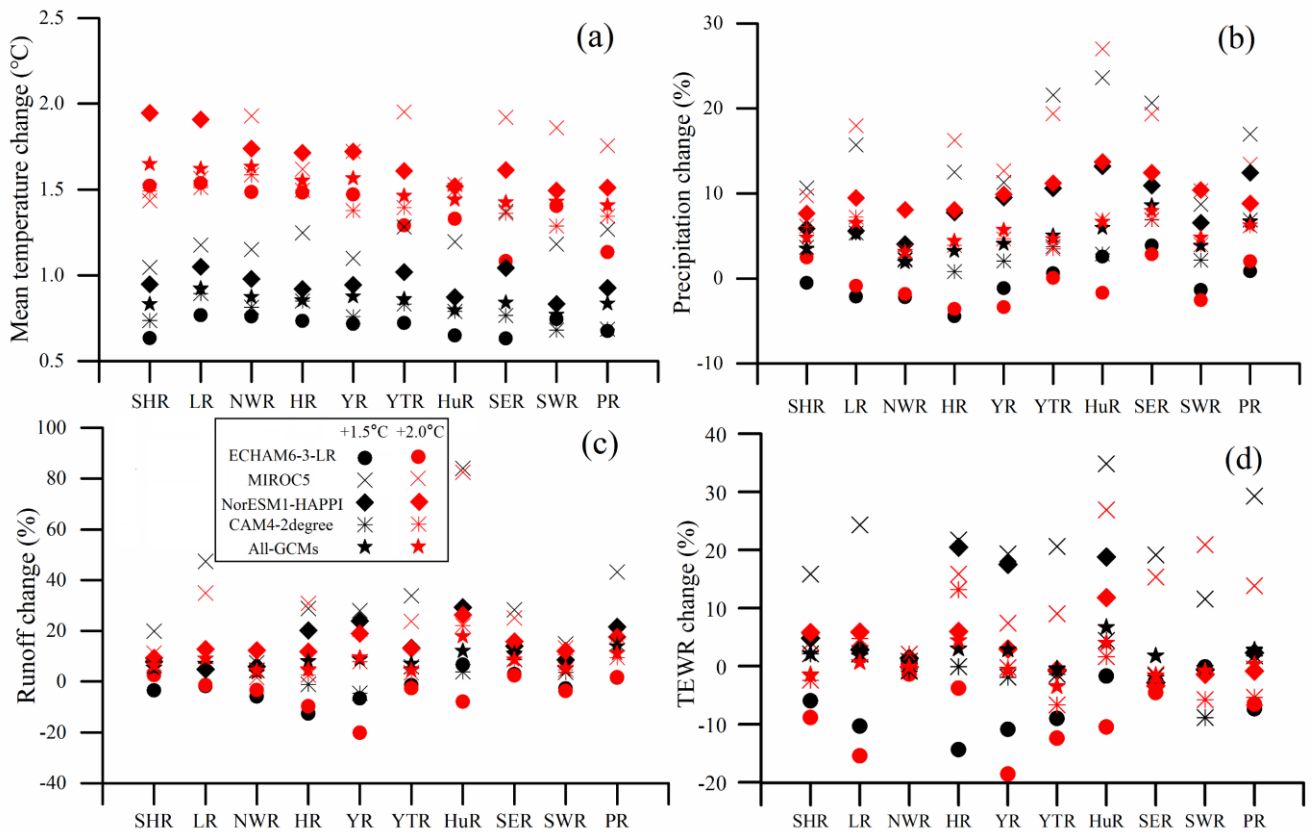 (a)
Mean temperature change (°C)
2.5
2.0
1.5
1.0
0.5
SHR LR NWR HR YR YTR HuR SER SWR PR
(b)
Preciptation change (%)
30
20
10
0
-10
SHR LR NWR HR YR YTR HuR SER SWR PR
(c)
Runoff change (%)
100
80
60
40
20
0
-20
-40
+1.5°C +2.0°C
ECHAM6-3-LR
MIROC5
NorESM1-HAPPI
CAM4-2degree
All-GCMs
SHR LR NWR HR YR YTR HuR SER SWR PR
(d)
TEWR change (%)
40
30
20
10
0
-10
-20
SHR LR NWR HR YR YTR HuR SER SWR PR